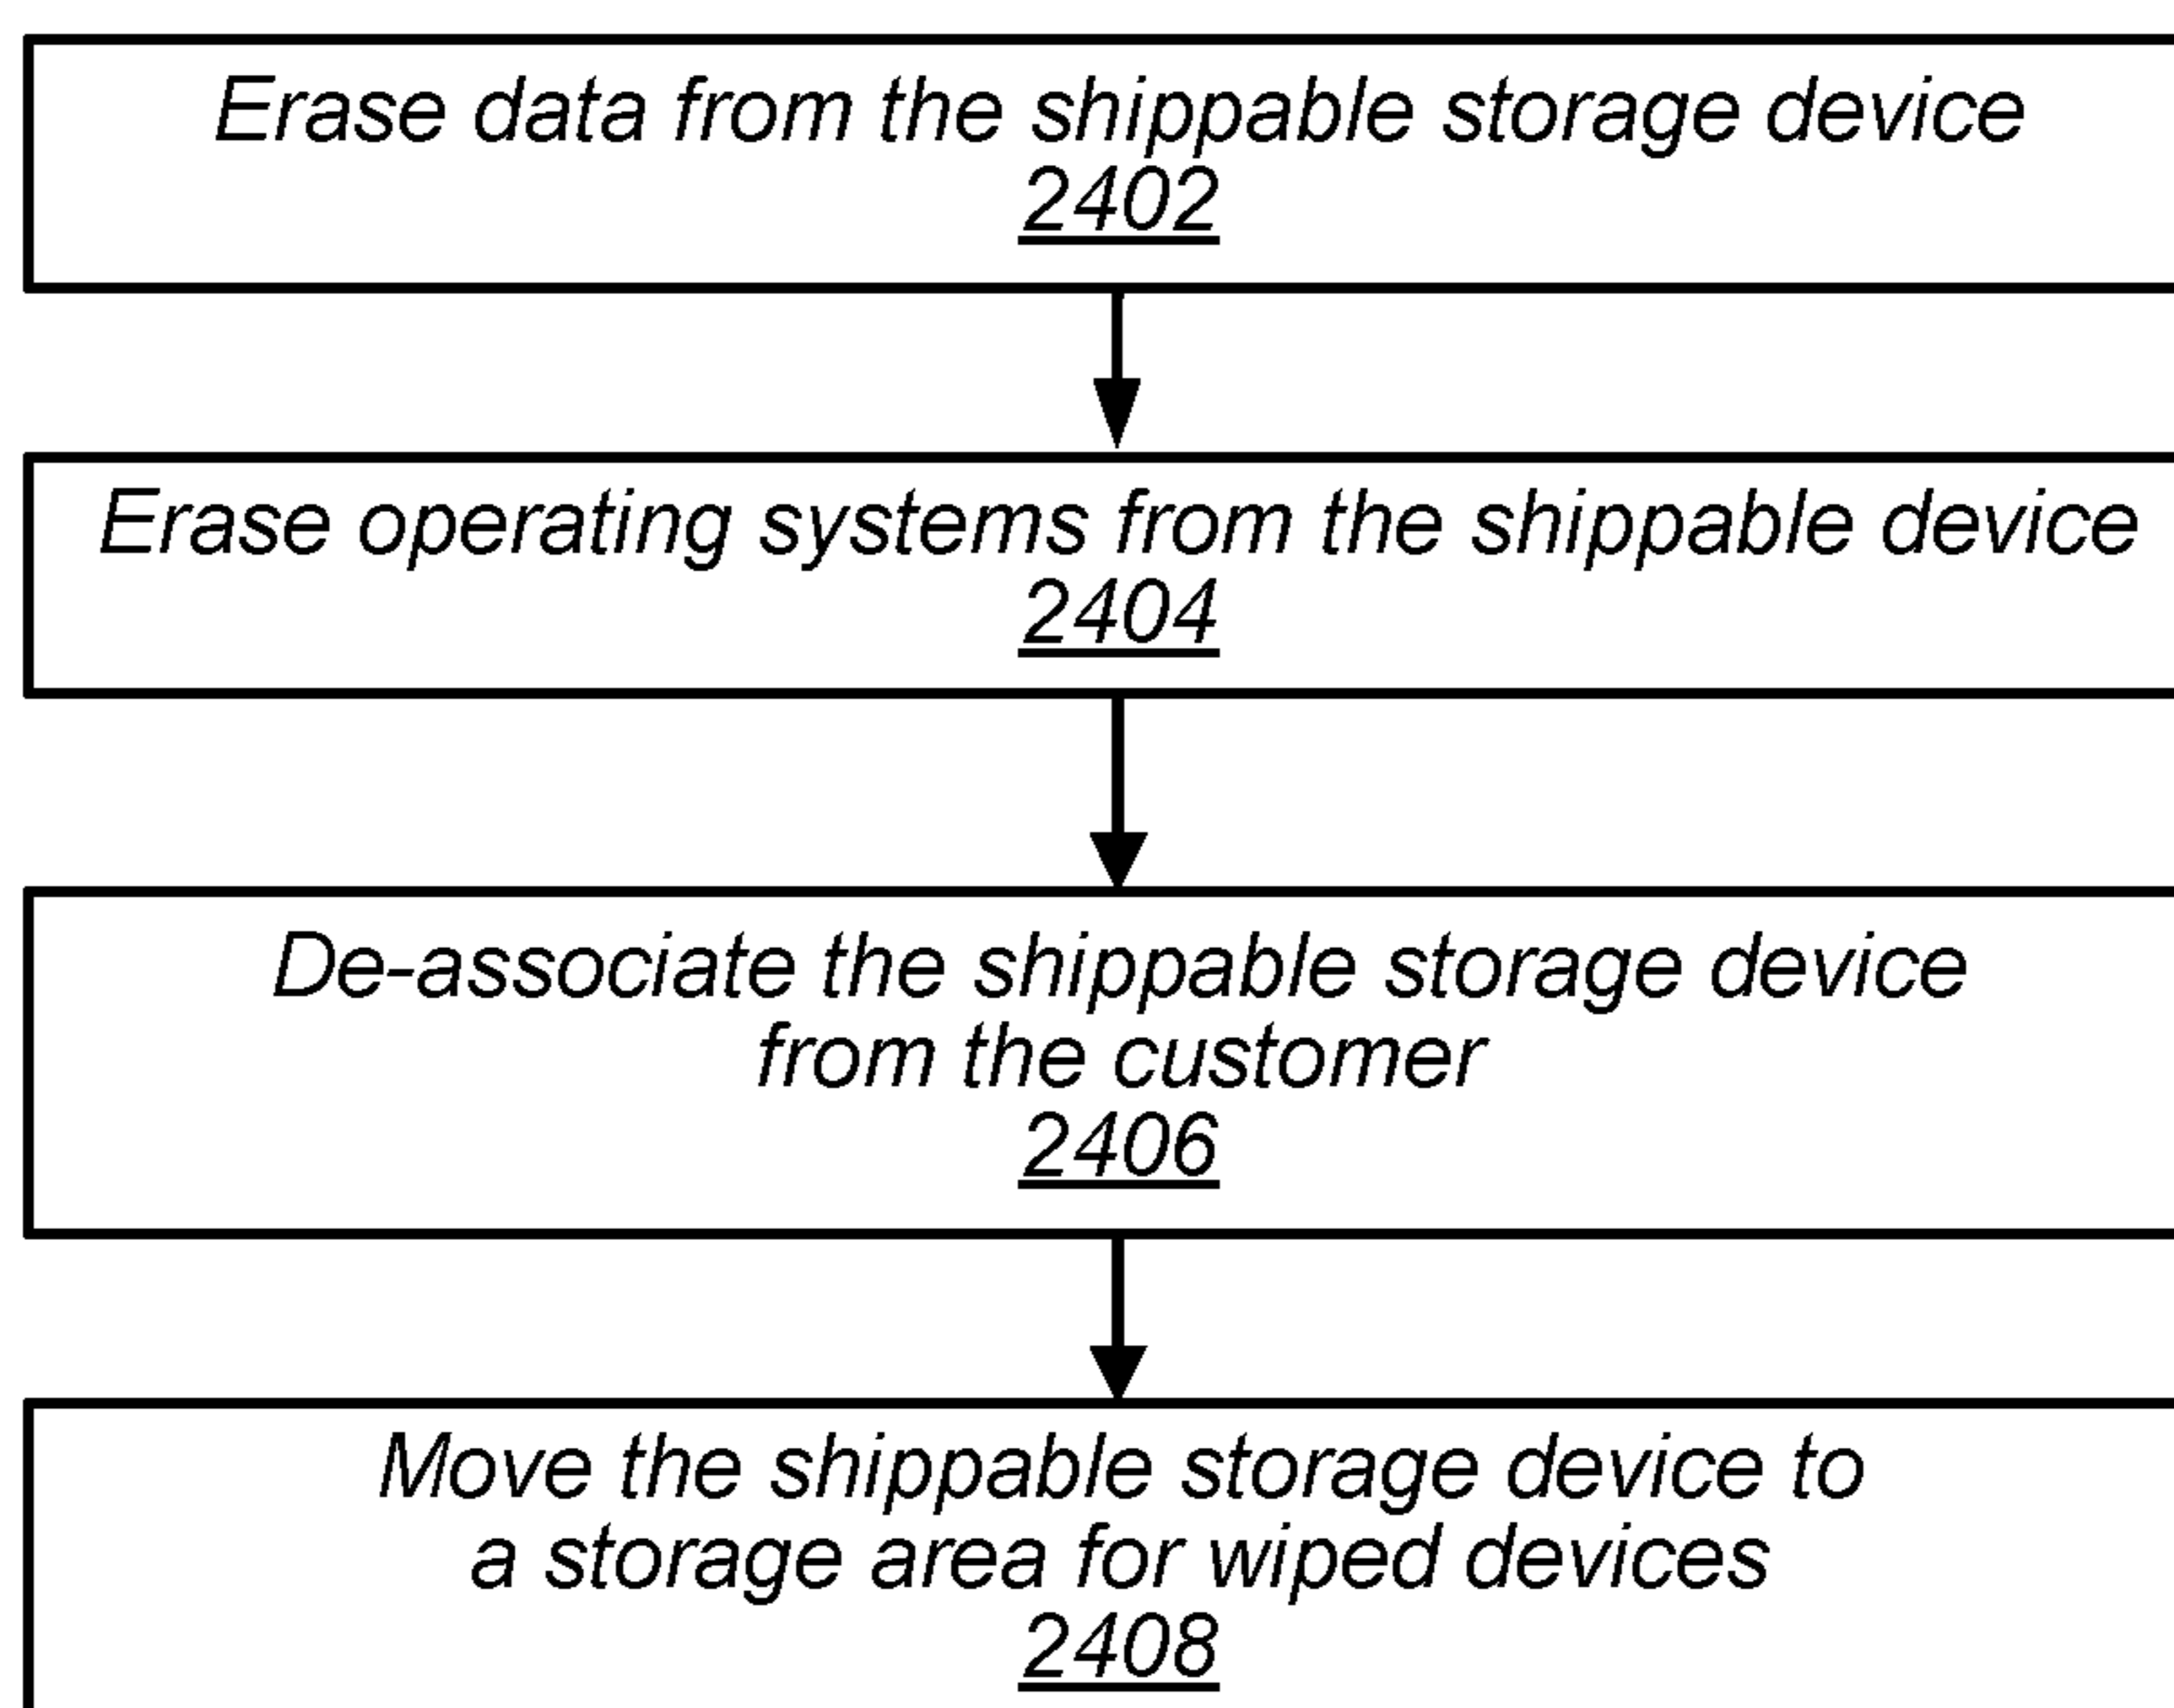 Erase data from the shippable storage device
2402
Erase operating systems from the shippable device
2404
De-associate the shippable storage device
from the customer
2406
Move the shippable storage device to
a storage area for wiped devices
2408